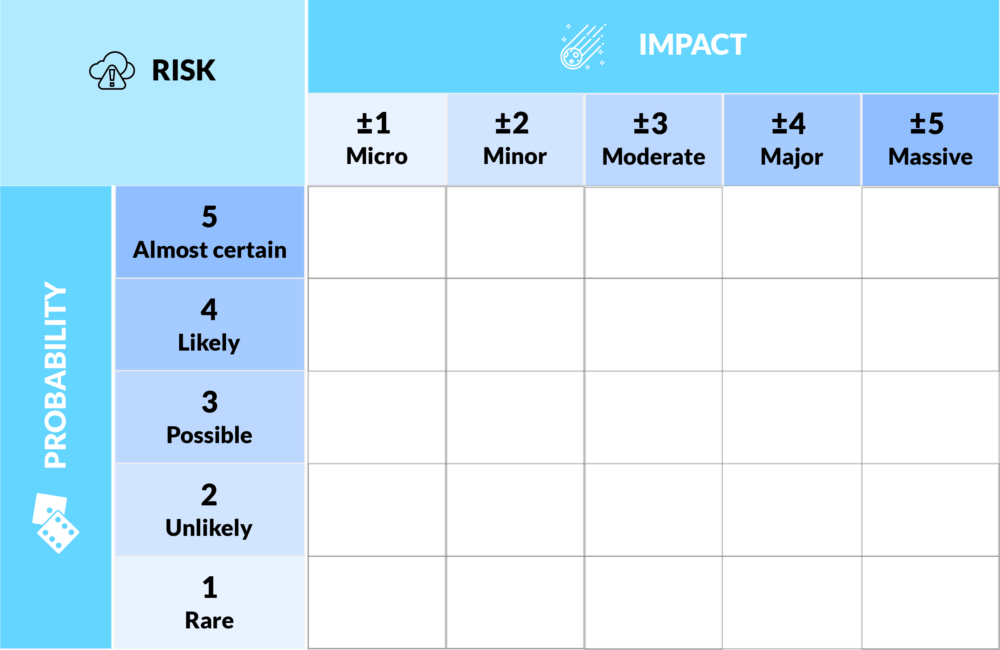 RISK
IMPACT
±1
Micro
±2
Minor
±3
Moderate
±4
Major
±5
Massive
PROBABILITY
5
Almost certain
4
Likely
3
Possible
2
Unlikely
1
Rare